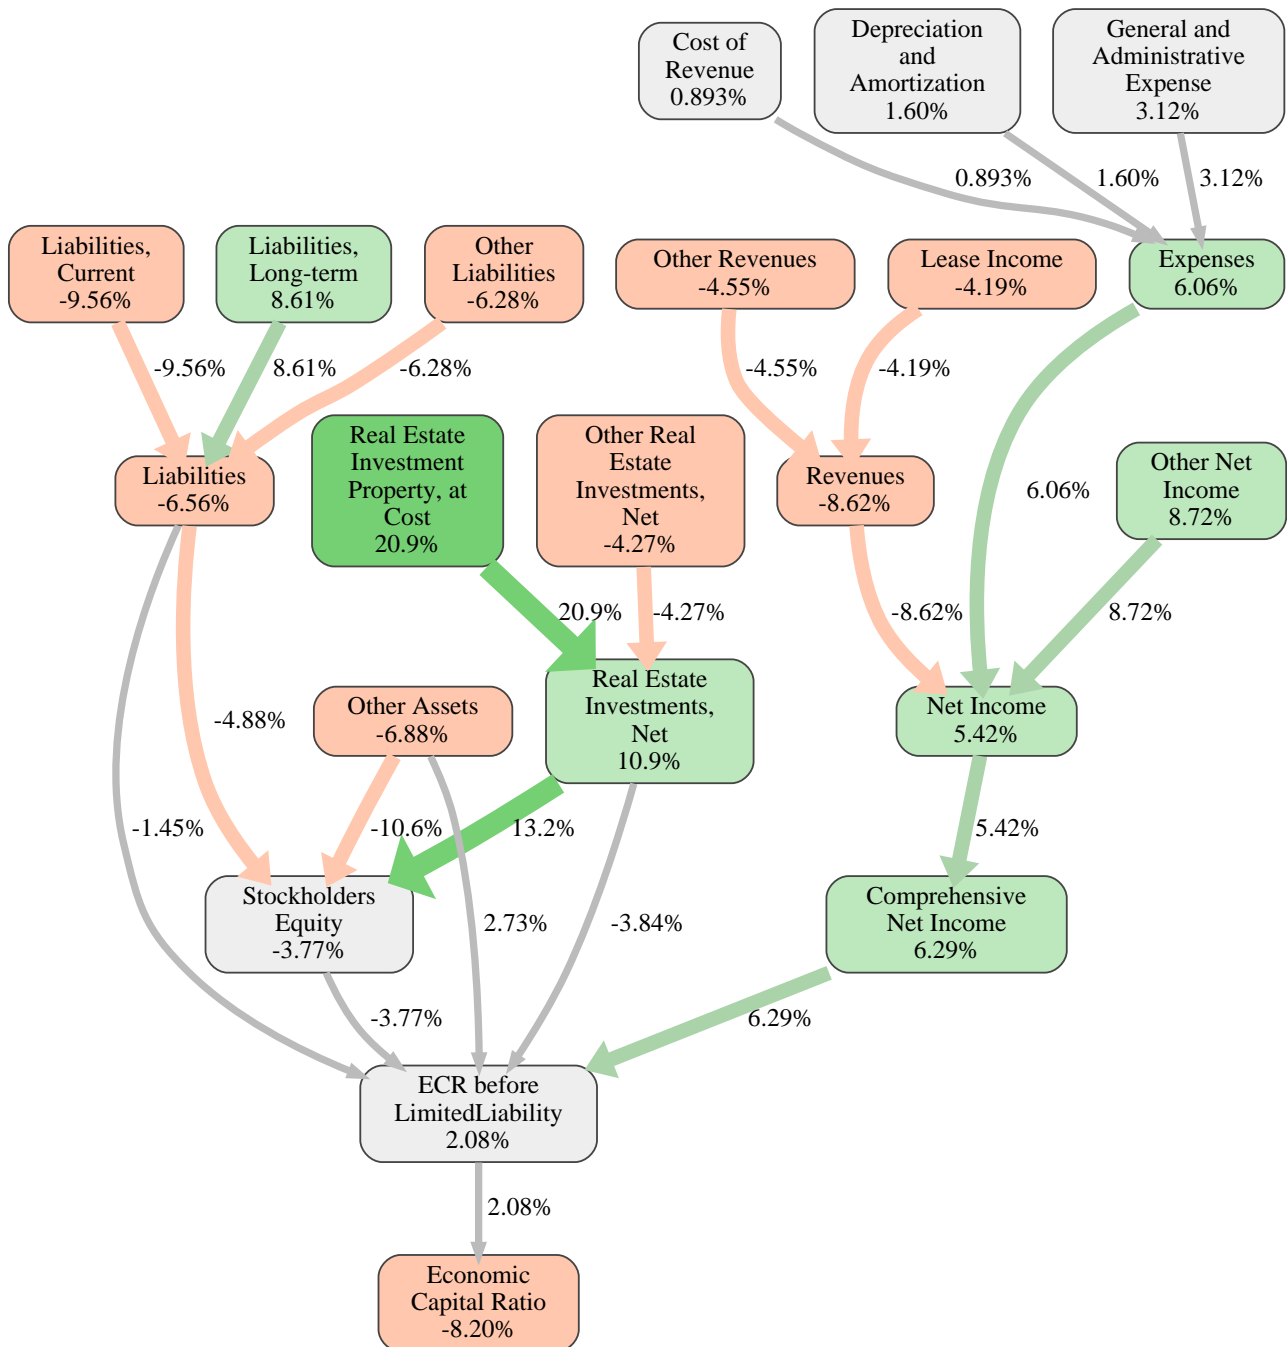 Cost of
Revenue
0.893%
Depreciation
and
Amortization
1.60%
General and
Administrative
Expense
3.12%
0.893%
1.60%
3.12%
Liabilities,
Current
-9.56%
Liabilities,
Long-term
8.61%
Other
Liabilities
-6.28%
Other Revenues
-4.55%
Lease Income
-4.19%
Expenses
6.06%
-9.56%
8.61%
-6.28%
-4.55%
-4.19%
Liabilities
-6.56%
Real Estate
Investment
Property, at
Cost
20.9%
Other Real
Estate
Investments,
Net
-4.27%
Revenues
-8.62%
6.06%
Other Net
Income
8.72%
20.9%
-4.27%
-8.62%
8.72%
-4.88%
Other Assets
-6.88%
Real Estate
Investments,
Net
10.9%
Net Income
5.42%
-1.45%
-10.6%
13.2%
5.42%
Stockholders
Equity
-3.77%
2.73%
-3.84%
Comprehensive
Net Income
6.29%
-3.77%
6.29%
ECR before
LimitedLiability
2.08%
2.08%
Economic
Capital Ratio
-8.20%